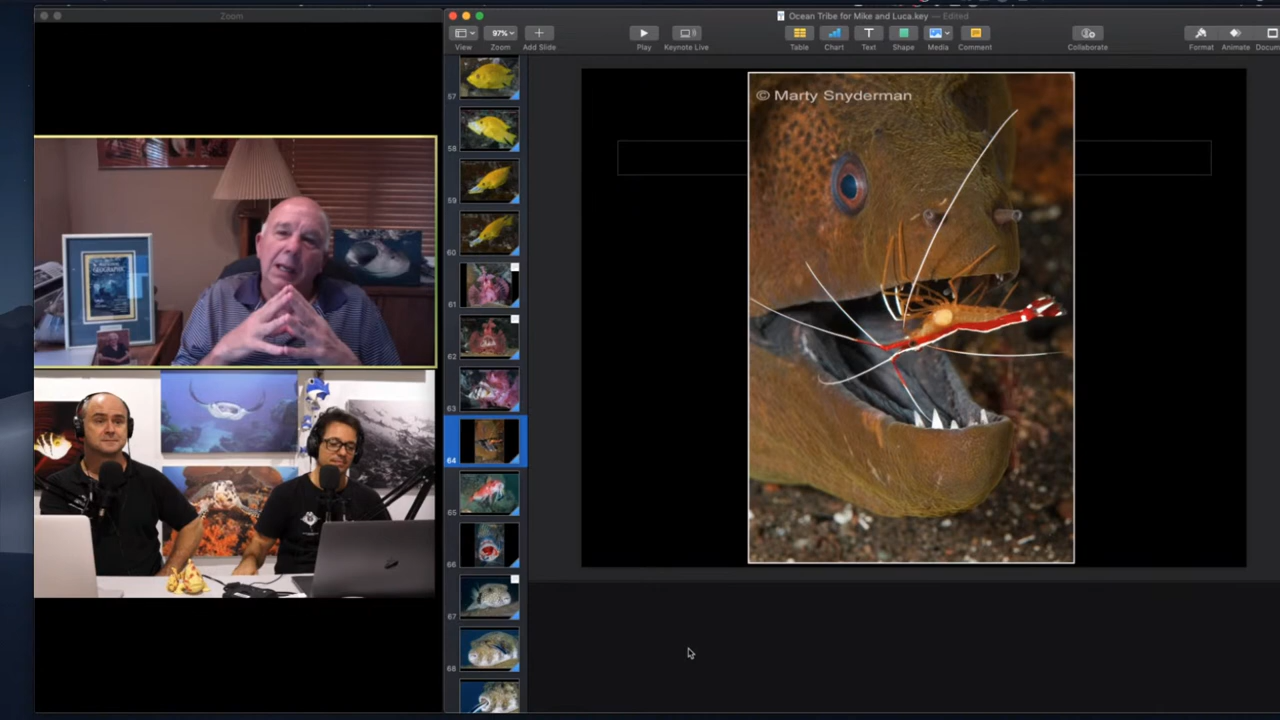 Zoom
Ocean Tribe for Mike and Luca.key — Edited
97%
View
Zoom
Add Slide
Play
Keynote Live
Table
Chart
Text
Shape
Media
Comment
Collaborate
Format
Animate
Docum
57
58
59
60
61
62
63
64
65
66
67
68
© Marty Snyderman
GEOGRAPHIC